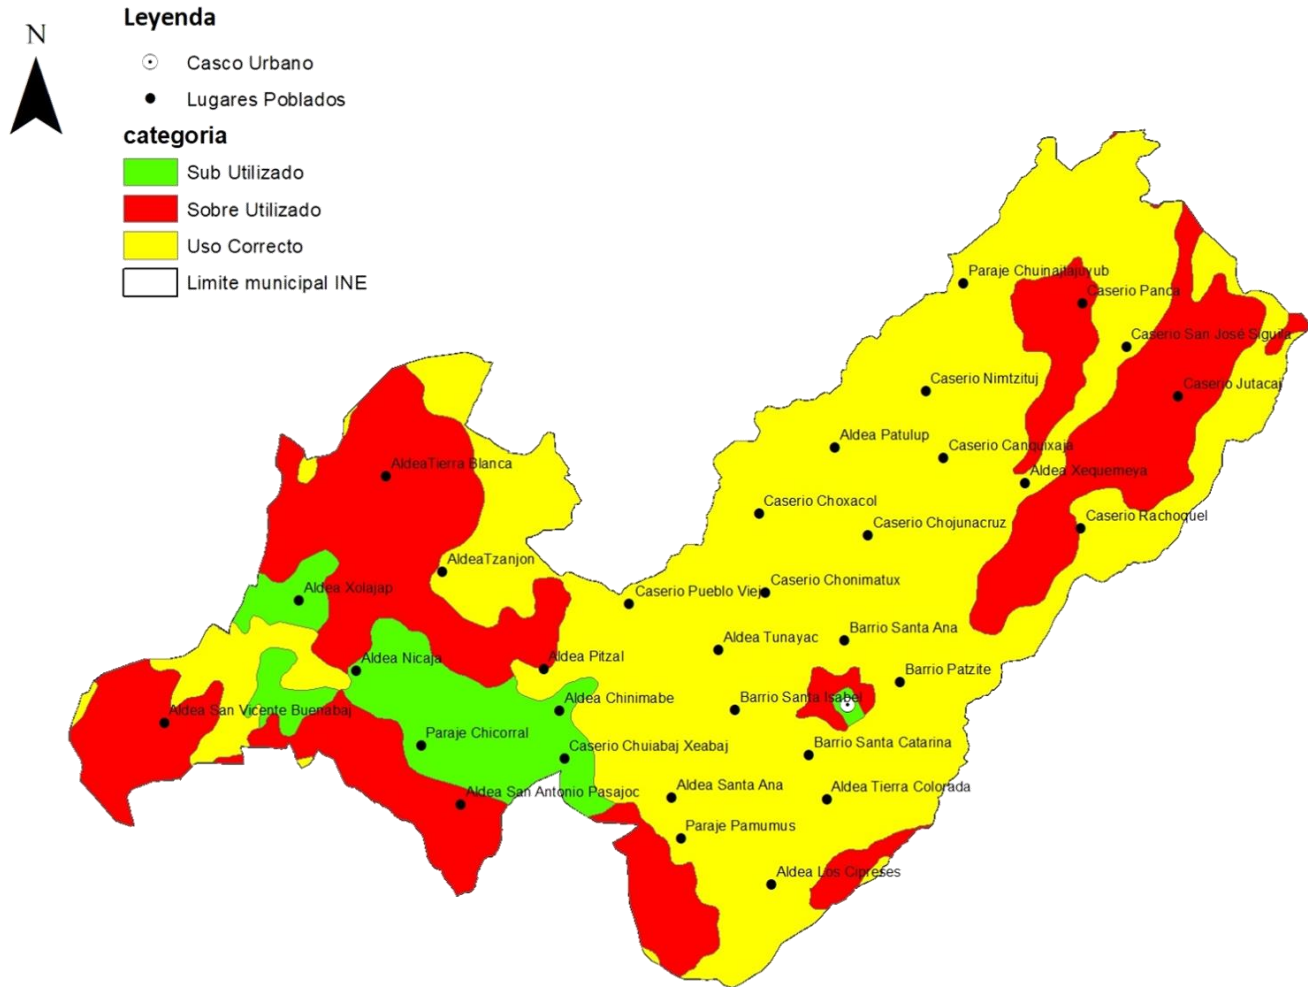 Leyenda
N
Casco Urbano
Lugares Poblados
categoria
Sub Utilizado
Sobre Utilizado
Uso Correcto
Limite municipal INE
Paraje Chuinajtajuyub
Caserio Panca
Caserio San José Siguila
Caserio Jutacaj
Caserio Nimtzituj
Aldea Patulup
Caserio Canquixaja
AldeaTierra Blanca
Aldea Xequemeya
Caserio Choxacol
Caserio Rachoquel
Caserio Chojunacruz
AldeaTzanjon
Caserio Chonimatux
Aldea Xolajap
Caserio Pueblo Viejo
Barrio Santa Ana
Aldea Tunayac
Aldea Nicaja
Aldea Pitzal
Barrio Patzite
Aldea Chinimabe
Barrio Santa Isabel
Aldea San Vicente Buenabaj
Paraje Chicorral
Caserio Chuiabaj Xeabaj
Barrio Santa Catarina
Aldea Santa Ana
Aldea Tierra Colorada
Aldea San Antonio Pasajoc
Paraje Pamumus
Aldea Los Cipreses